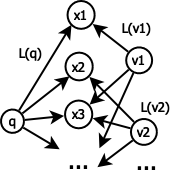 x1
L(v1)
L(q)
v1
x2
L(v2)
x3
q
v2
... ...